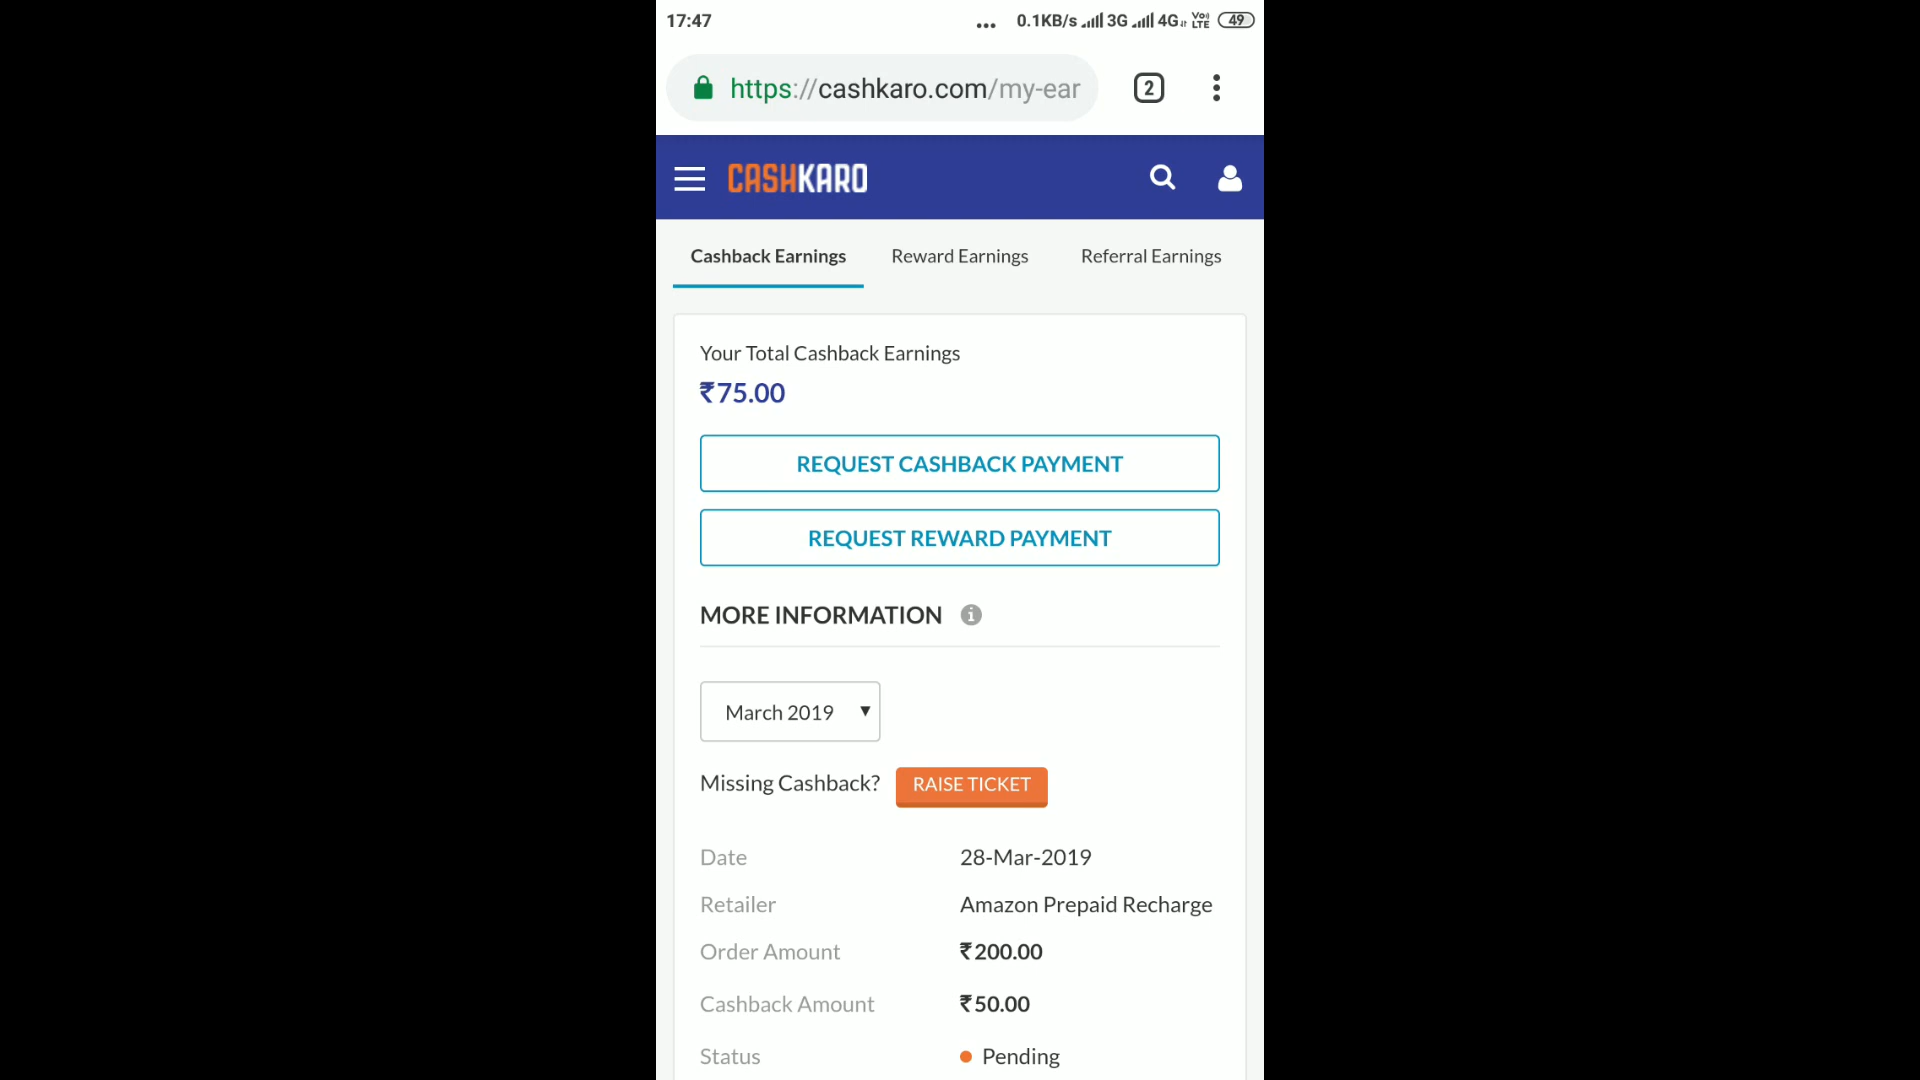 17:47 ... 0.1KB/s 3G 4G Vo) LTE 49
https://cashkaro.com/my-ear 2
CASHKARO
Cashback Earnings Reward Earnings Referral Earnings
Your Total Cashback Earnings
₹75.00
REQUEST CASHBACK PAYMENT
REQUEST REWARD PAYMENT
MORE INFORMATION i
March 2019 ▼
Missing Cashback? RAISE TICKET
Date 28-Mar-2019
Retailer Amazon Prepaid Recharge
Order Amount ₹200.00
Cashback Amount ₹50.00
Status Pending